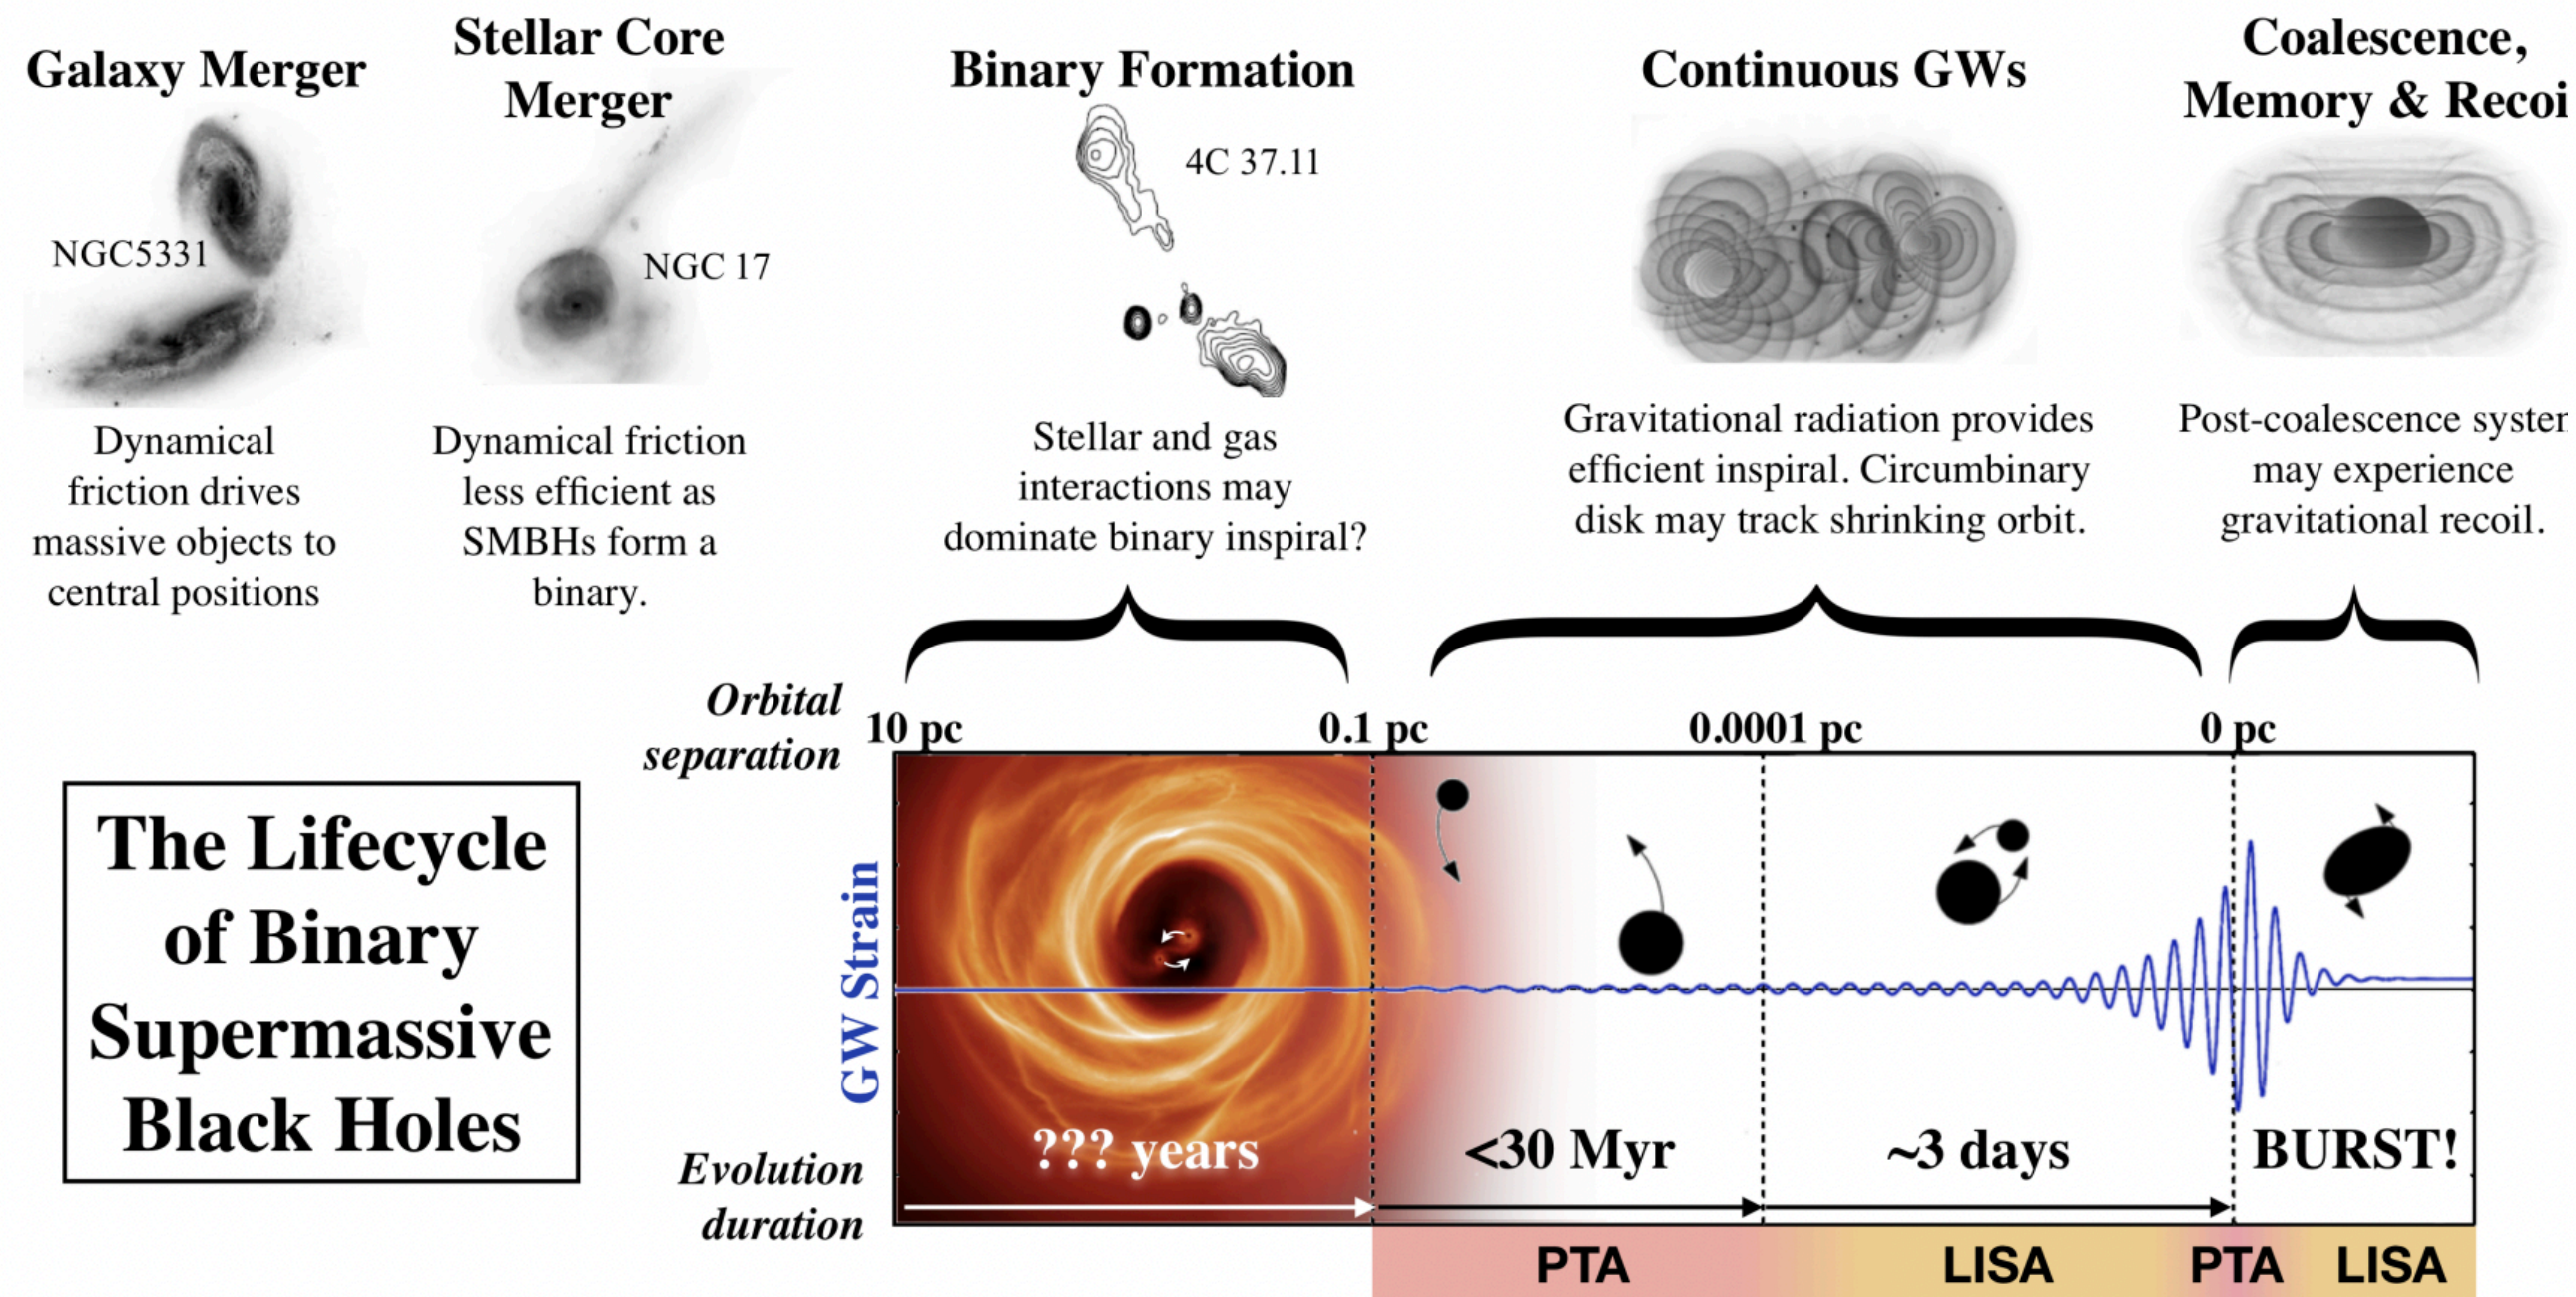 Galaxy Merger
NGC5331
Dynamical
friction drives
massive objects to
central positions
Stellar Core
Merger
NGC 17
Dynamical friction
less efficient as
SMBHs form a
binary.
Binary Formation
4C 37.11
Stellar and gas
interactions may
dominate binary inspiral?
Continuous GWs
Gravitational radiation provides
efficient inspiral. Circumbinary
disk may track shrinking orbit.
Coalescence,
Memory & Recoi
Post-coalescence syster
may experience
gravitational recoil.
The Lifecycle
of Binary
Supermassive
Black Holes
Orbital
separation
10 pc
0.1 pc
0.0001 pc
0 pc
GW Strain
Evolution
duration
??? years
<30 Myr
~3 days
BURST!
PTA
LISA
PTA
LISA